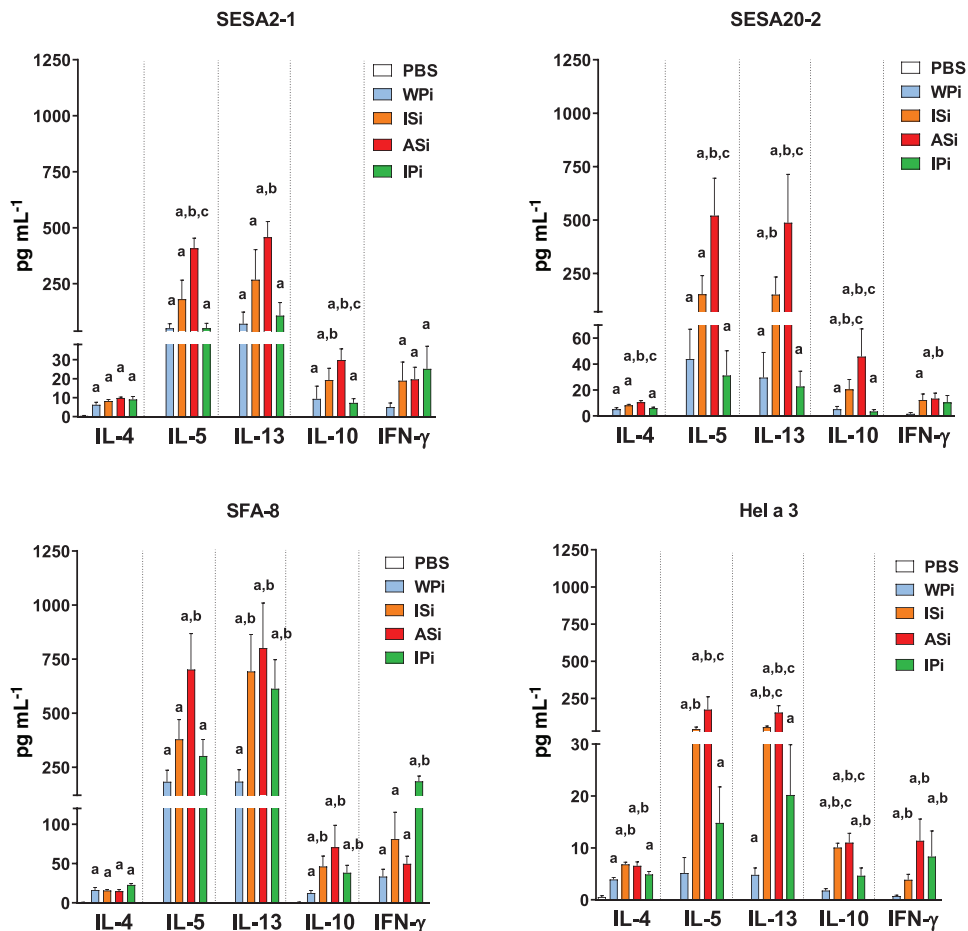 SESA2-1
1250
1000
750
500
250
30
20
10
0
pg mL⁻¹
PBS
WPi
ISi
ASi
IPi
a a a a
a a a,b,c a
a a a,b a
a a,b a,b,c a
a a a
IL-4 IL-5 IL-13 IL-10 IFN-γ
SESA20-2
1250
1000
750
500
250
60
40
20
0
pg mL⁻¹
PBS
WPi
ISi
ASi
IPi
a a a,b,c a
a a a,b,c a
a a,b a,b,c a
a a,b,c a,b,c a
a a,b a
IL-4 IL-5 IL-13 IL-10 IFN-γ
SFA-8
1250
1000
750
500
250
100
50
0
pg mL⁻¹
PBS
WPi
ISi
ASi
IPi
a a a a
a a a,b a
a a,b a,b a,b
a a,b a,b a,b
a a a a,b
IL-4 IL-5 IL-13 IL-10 IFN-γ
Hel a 3
1250
1000
750
500
250
30
20
10
0
pg mL⁻¹
PBS
WPi
ISi
ASi
IPi
a a,b a,b a
a,b a,b,c a
a a,b,c a,b,c a
a,b,c a,b,c a,b
a,b a,b a,b
IL-4 IL-5 IL-13 IL-10 IFN-γ